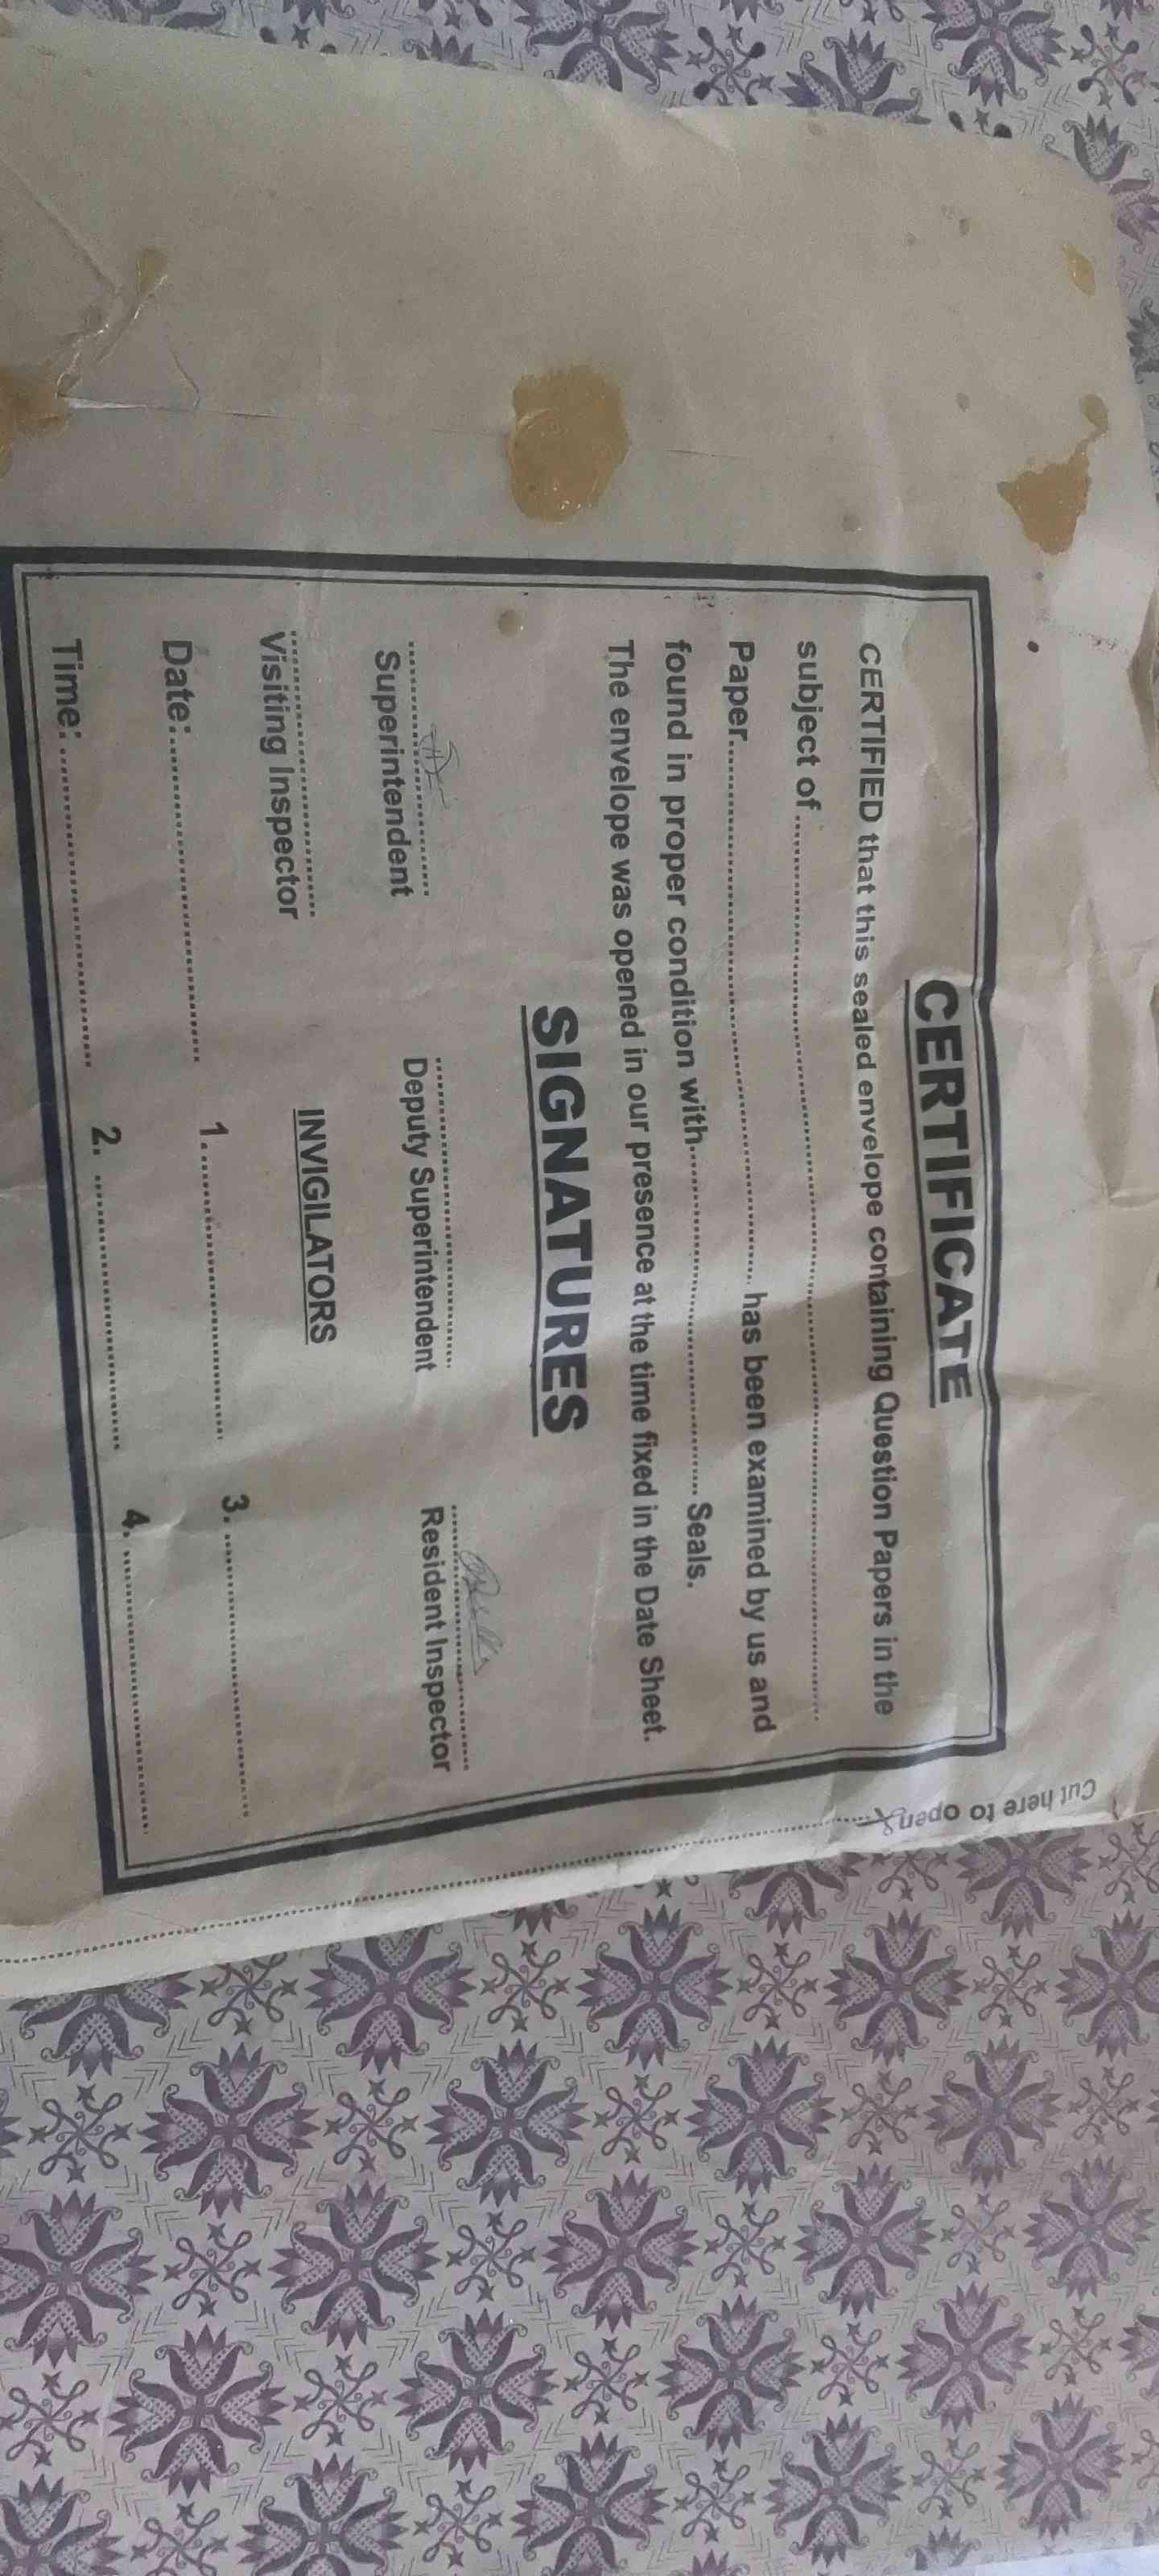 CERTIFICATE
CERTIFIED that this sealed envelope containing Question Papers in the
subject of........................................................
Paper........................................ has been examined by us and
found in proper condition with........................................ Seals.
The envelope was opened in our presence at the time fixed in the Date Sheet.
SIGNATURES
Superintendent Deputy Superintendent Resident Inspector
Visiting Inspector
INVIGILATORS
Date:........................ 1........................ 3. ........................
Time: ........................ 2. ........................ 4. ........................
Cut here to open